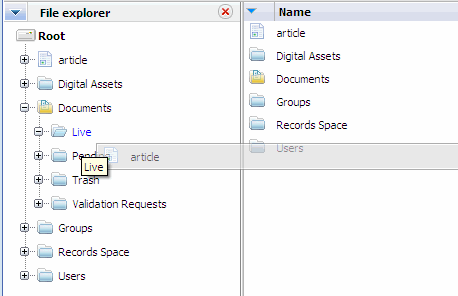 File explorer
Root
article
Digital Assets
Documents
Live
Pending
article
Live
Trash
Validation Requests
Groups
Records Space
Users
Name
article
Digital Assets
Documents
Groups
Records Space
Users